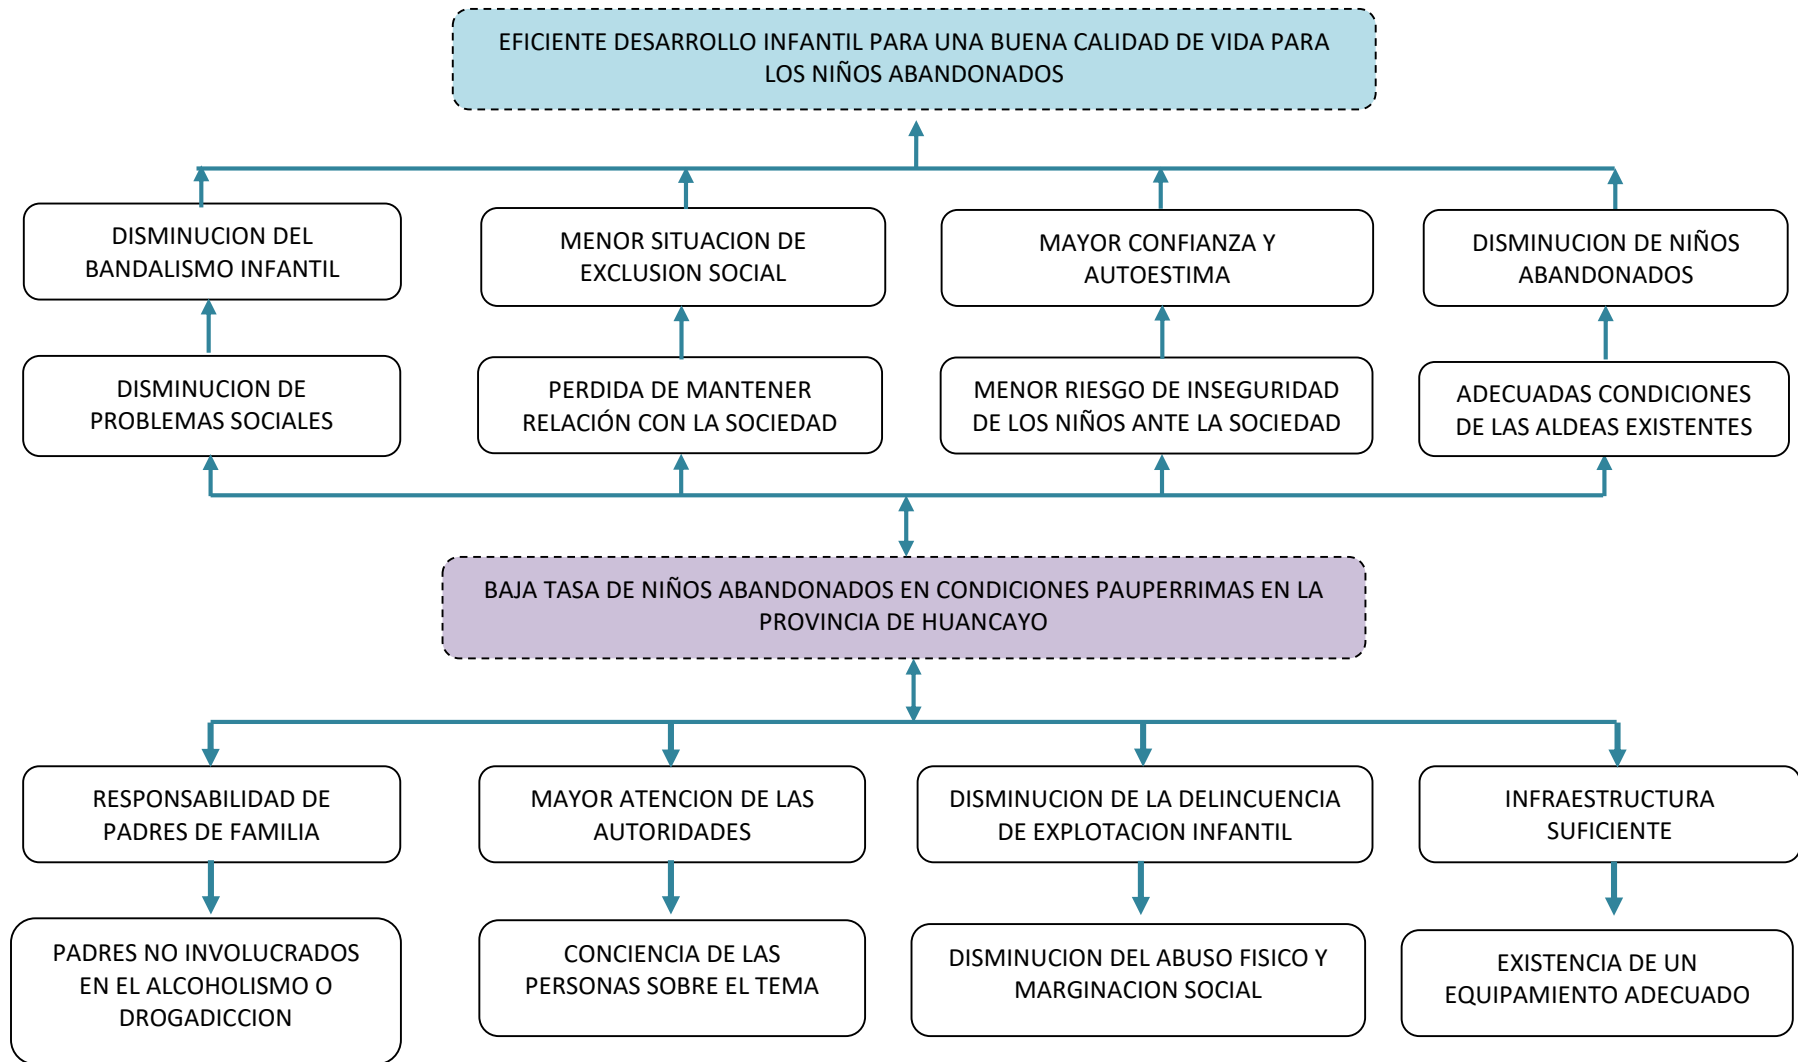 EFICIENTE DESARROLLO INFANTIL PARA UNA BUENA CALIDAD DE VIDA PARA
LOS NIÑOS ABANDONADOS
DISMINUCION DEL
BANDALISMO INFANTIL
MENOR SITUACION DE
EXCLUSION SOCIAL
MAYOR CONFIANZA Y
AUTOESTIMA
DISMINUCION DE NIÑOS
ABANDONADOS
DISMINUCION DE
PROBLEMAS SOCIALES
PERDIDA DE MANTENER
RELACIÓN CON LA SOCIEDAD
MENOR RIESGO DE INSEGURIDAD
DE LOS NIÑOS ANTE LA SOCIEDAD
ADECUADAS CONDICIONES
DE LAS ALDEAS EXISTENTES
BAJA TASA DE NIÑOS ABANDONADOS EN CONDICIONES PAUPERRIMAS EN LA
PROVINCIA DE HUANCAYO
RESPONSABILIDAD DE
PADRES DE FAMILIA
MAYOR ATENCION DE LAS
AUTORIDADES
DISMINUCION DE LA DELINCUENCIA
DE EXPLOTACION INFANTIL
INFRAESTRUCTURA
SUFICIENTE
PADRES NO INVOLUCRADOS
EN EL ALCOHOLISMO O
DROGADICCION
CONCIENCIA DE LAS
PERSONAS SOBRE EL TEMA
DISMINUCION DEL ABUSO FISICO Y
MARGINACION SOCIAL
EXISTENCIA DE UN
EQUIPAMIENTO ADECUADO